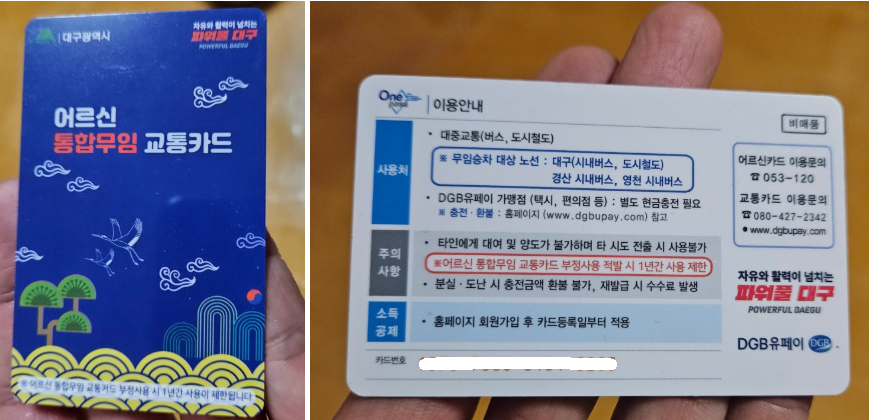 대구광역시
자유와 활력이 넘치는
파워풀 대구
POWERFUL DAEGU
어르신
통합무임 교통카드
※ 어르신 통합무임 교통카드 부정사용 시 1년간 사용이 제한됩니다
One pass 이용안내
비매품
사용처
• 대중교통(버스, 도시철도)
※ 무임승차 대상 노선 : 대구(시내버스, 도시철도)
경산 시내버스, 영천 시내버스
• DGB유페이 가맹점 (택시, 편의점 등) : 별도 현금충전 필요
※ 충전 · 환불 : 홈페이지 (www.dgbupay.com) 참고
주의
사항
• 타인에게 대여 및 양도가 불가하며 타 시도 전출 시 사용불가
※어르신 통합무임 교통카드 부정사용 적발 시 1년간 사용 제한
• 분실 · 도난 시 충전금액 환불 불가, 재발급 시 수수료 발생
소득
공제
• 홈페이지 회원가입 후 카드등록일부터 적용
카드번호
어르신카드 이용문의
☎ 053-120
교통카드 이용문의
☎ 080-427-2342
• www.dgbupay.com
자유와 활력이 넘치는
파워풀 대구
POWERFUL DAEGU
DGB유페이 DGB